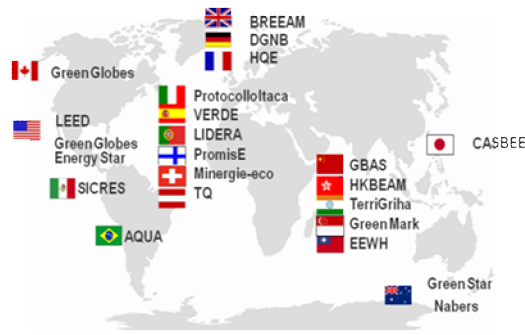 BREEAM
DGNB
HQE
Green Globes
ProtocolloItaca
VERDE
LIDERA
PromisE
Minergie-eco
TQ
LEED
Green Globes
Energy Star
SICRES
AQUA
CASBEE
GBAS
HKBEAM
TerriGriha
Green Mark
EEWH
Green Star
Nabers